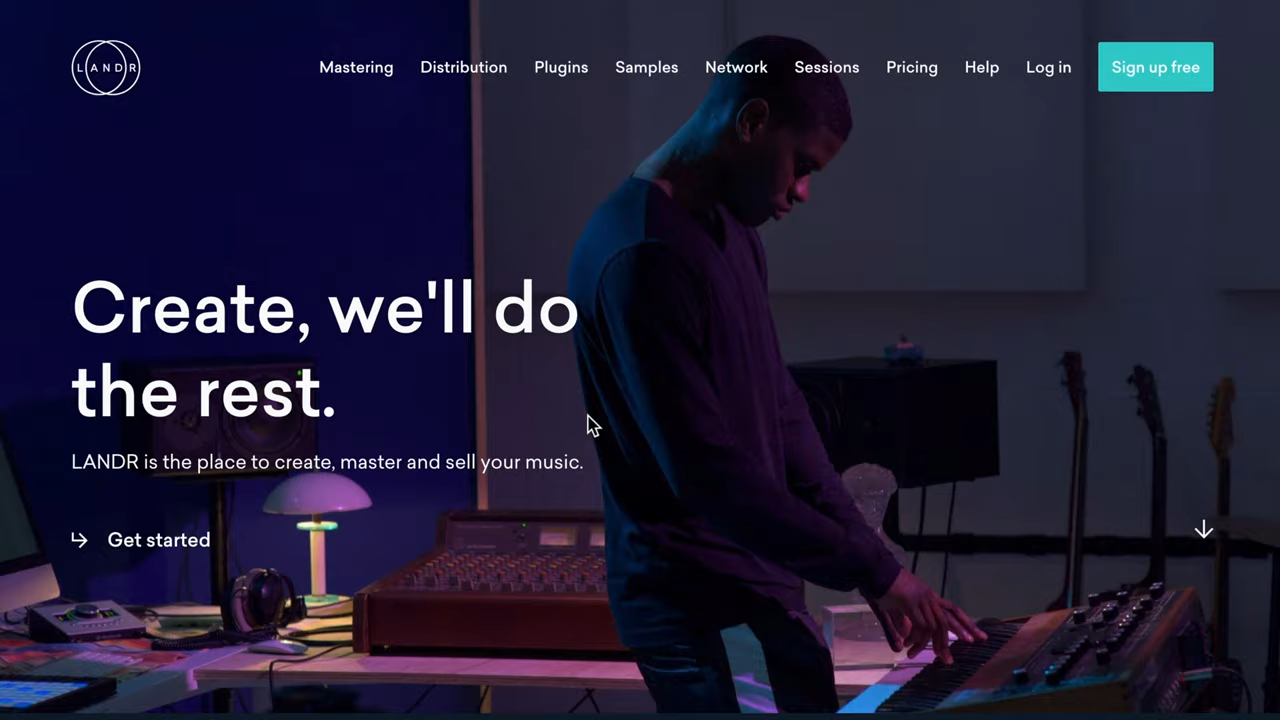 LANDR
Mastering Distribution Plugins Samples Network Sessions Pricing Help Log in Sign up free
Create, we'll do
the rest.
LANDR is the place to create, master and sell your music.
Get started